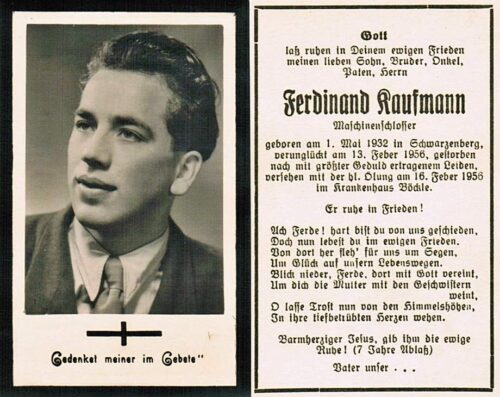 Gedenket meiner im Gebete"
Gott
laß ruhen in Deinem ewigen Frieden
meinen lieben Sohn, Bruder, Onkel,
Paten, Herrn
Ferdinand Kaufmann
Maschinenschlosser
geboren am 1. Mai 1932 in Schwarzenberg,
verunglückt am 13. Feber 1956, gestorben
nach mit größter Geduld ertragenem Leiden,
versehen mit der hl. Ölung am 16. Feber 1956
im Krankenhaus Böckle.
Er ruhe in Frieden!
Ach Ferde! hart bist du von uns geschieden,
Doch nun lebest du im ewigen Frieden.
Von dort her fleh' für uns um Segen,
Um Glück auf unsern Lebenswegen.
Blick nieder, Ferde, dort mit Gott vereint,
Um dich die Mutter mit den Geschwistern
weint,
O lasse Trost nun von den Himmelshöhen,
In ihre tiefbetrübten Herzen wehen.
Barmherziger Jesus, gib ihm die ewige
Ruhe! (7 Jahre Ablaß)
Vater unser . . .